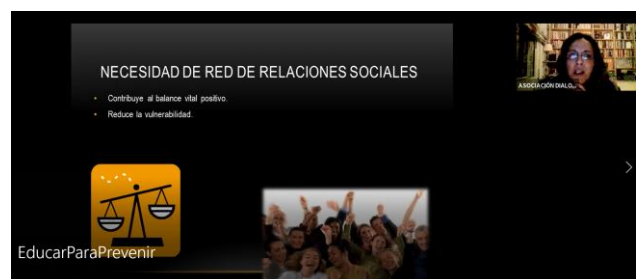 NECESIDAD DE RED DE RELACIONES SOCIALES
• Contribuye al balance vital positivo.
• Reduce la vulnerabilidad.
ASOCIACIÓN DIALO
EducarParaPrevenir